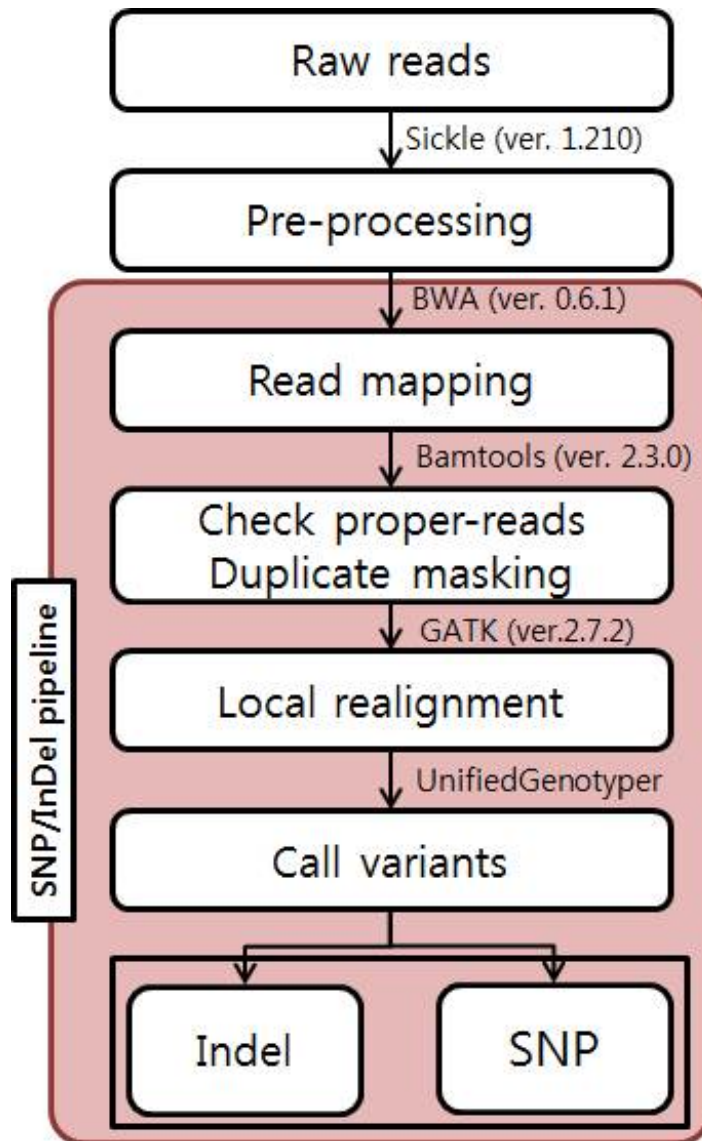 Raw reads
Sickle (ver. 1.210)
Pre-processing
BWA (ver. 0.6.1)
Read mapping
Bamtools (ver. 2.3.0)
Check proper-reads
Duplicate masking
GATK (ver.2.7.2)
Local realignment
UnifiedGenotyper
Call variants
Indel
SNP
SNP/InDel pipeline